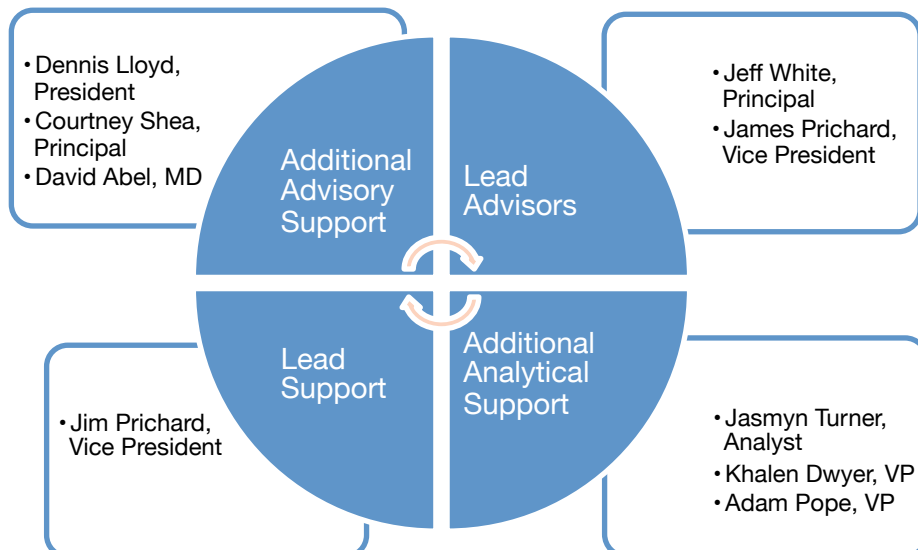 • Dennis Lloyd,
President
• Courtney Shea,
Principal
• David Abel, MD
Additional
Advisory
Support
Lead
Advisors
• Jeff White,
Principal
• James Prichard,
Vice President
Lead
Support
• Jim Prichard,
Vice President
Additional
Analytical
Support
• Jasmyn Turner,
Analyst
• Khalen Dwyer, VP
• Adam Pope, VP